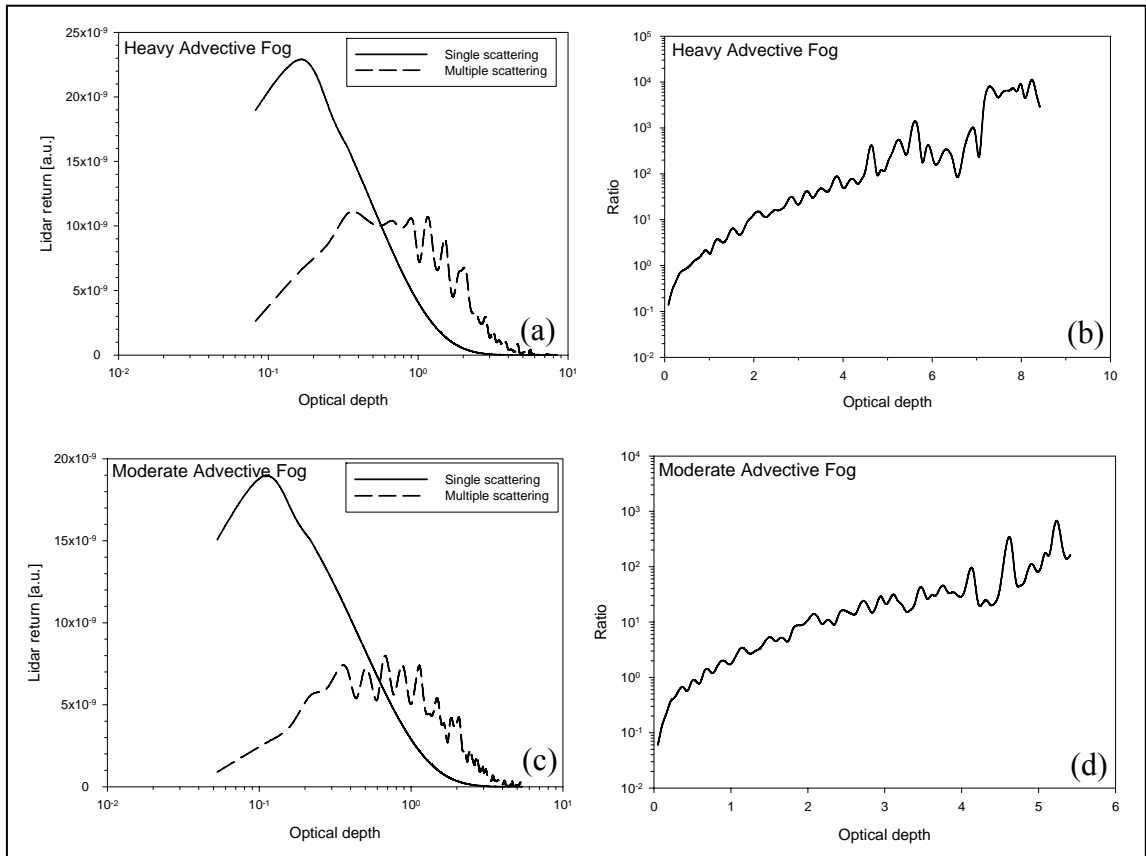 Heavy Advective Fog
Single scattering
Multiple scattering
25x10-9
20x10-9
15x10-9
10x10-9
5x10-9
0
Lidar return [a.u.]
10-2
10-1
100
101
Optical depth
(a)
Heavy Advective Fog
105
104
103
102
101
100
10-1
10-2
Ratio
0 2 4 6 8 10
Optical depth
(b)
Moderate Advective Fog
Single scattering
Multiple scattering
20x10-9
15x10-9
10x10-9
5x10-9
0
Lidar return [a.u.]
10-2
10-1
100
101
Optical depth
(c)
Moderate Advective Fog
104
103
102
101
100
10-1
10-2
Ratio
0 1 2 3 4 5 6
Optical depth
(d)